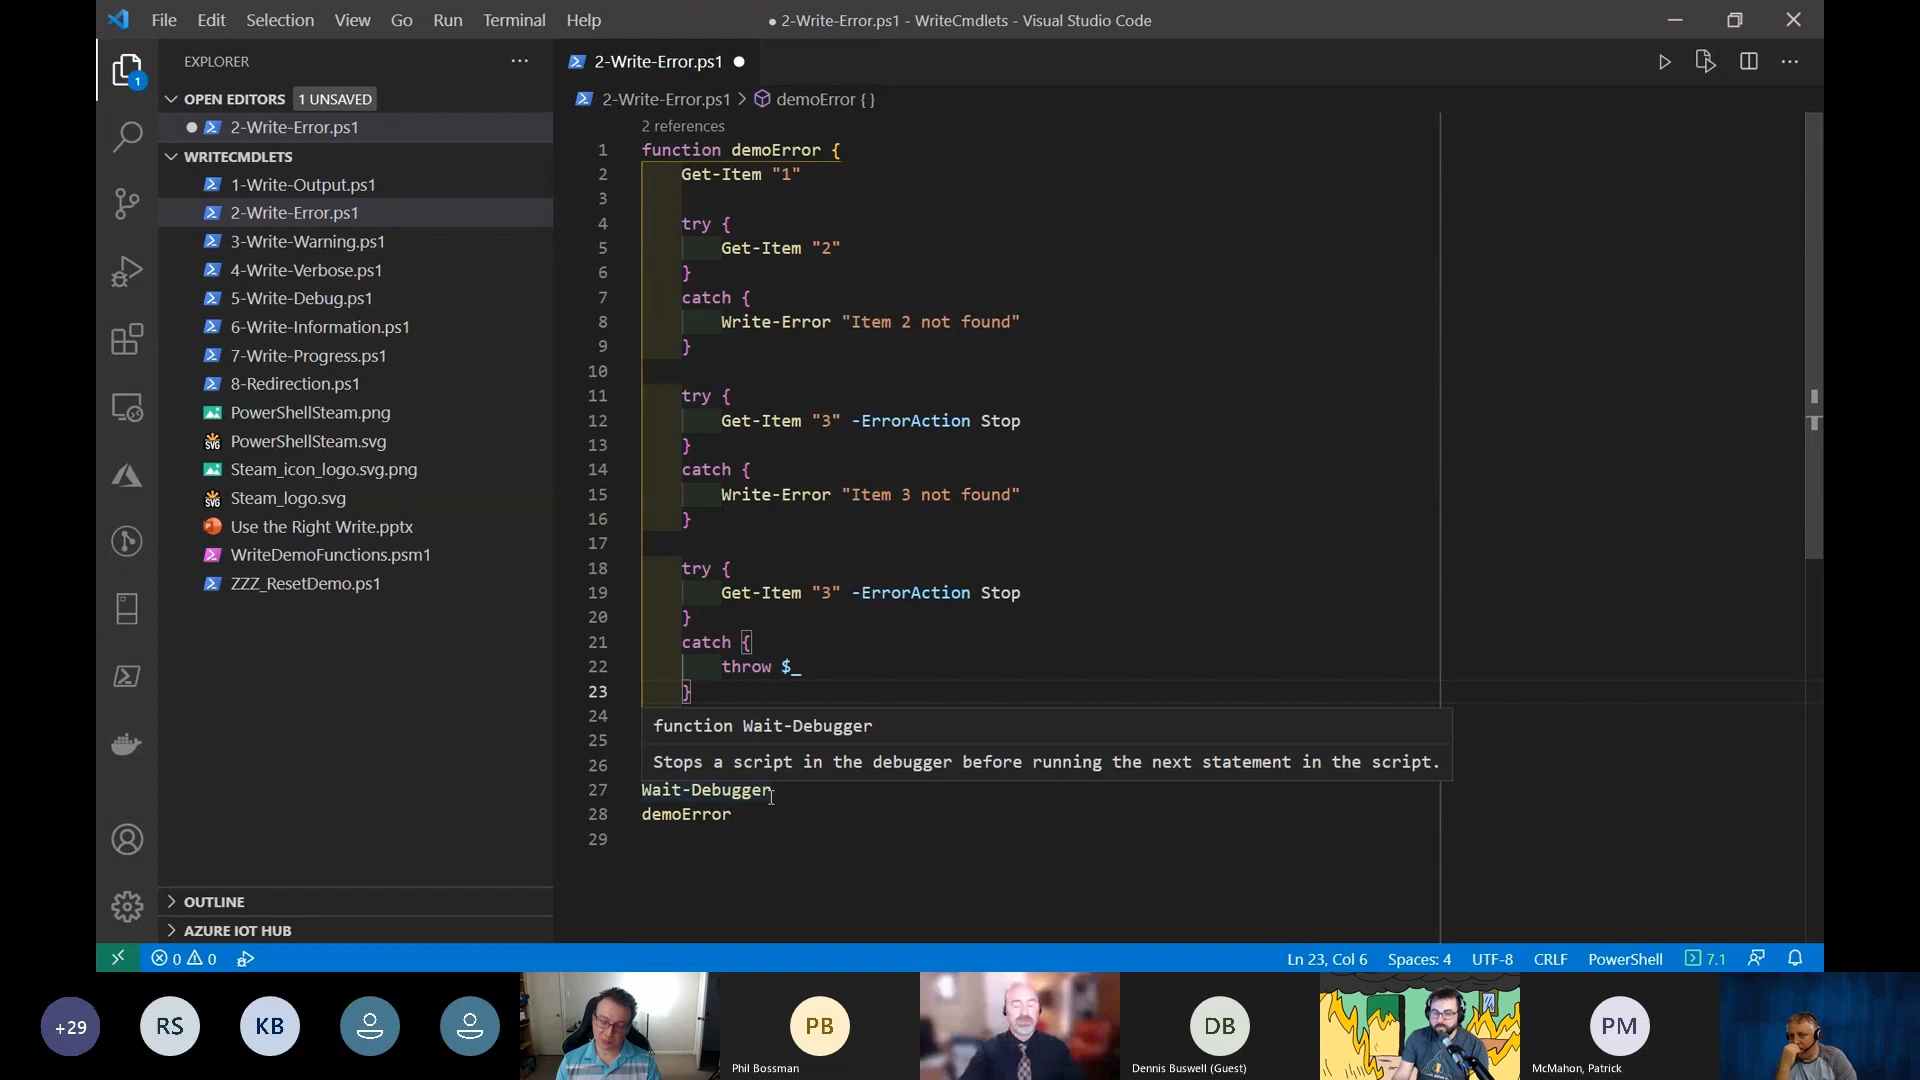 File Edit Selection View Go Run Terminal Help
● 2-Write-Error.ps1 - WriteCmdlets - Visual Studio Code
EXPLORER
OPEN EDITORS 1 UNSAVED
2-Write-Error.ps1
WRITECMDLETS
1-Write-Output.ps1
2-Write-Error.ps1
3-Write-Warning.ps1
4-Write-Verbose.ps1
5-Write-Debug.ps1
6-Write-Information.ps1
7-Write-Progress.ps1
8-Redirection.ps1
PowerShellSteam.png
PowerShellSteam.svg
Steam_icon_logo.svg.png
Steam_logo.svg
Use the Right Write.pptx
WriteDemoFunctions.psm1
ZZZ_ResetDemo.ps1
OUTLINE
AZURE IOT HUB
1
2-Write-Error.ps1
2-Write-Error.ps1 > demoError { }
2 references
1 function demoError {
2 Get-Item "1"
3
4 try {
5 Get-Item "2"
6 }
7 catch {
8 Write-Error "Item 2 not found"
9 }
10
11 try {
12 Get-Item "3" -ErrorAction Stop
13 }
14 catch {
15 Write-Error "Item 3 not found"
16 }
17
18 try {
19 Get-Item "3" -ErrorAction Stop
20 }
21 catch {
22 throw $_
23 }
24
25
26
function Wait-Debugger
Stops a script in the debugger before running the next statement in the script.
27 Wait-Debugger
28 demoError
29
0 0
Ln 23, Col 6 Spaces: 4 UTF-8 CRLF PowerShell 7.1
+29 RS KB PB DB PM
Phil Bossman
Dennis Buswell (Guest)
McMahon, Patrick